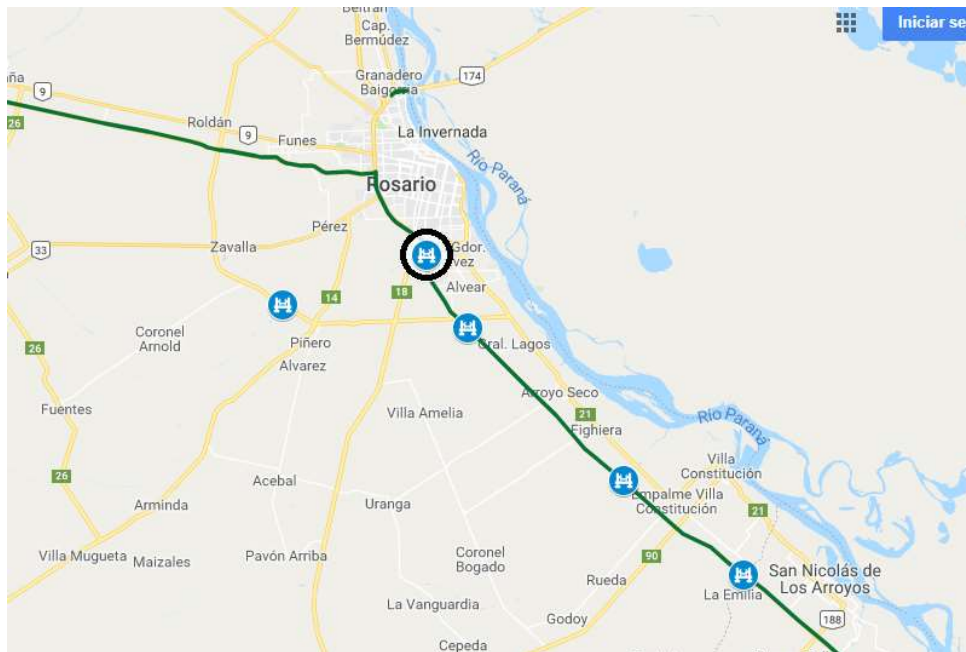 Beltrán
Cap.
Bermúdez
Iniciar se
Granadero
Baigorria
174
aña
9
26
Roldán
9
Funes
La Invernada
Río Paraná
Rosario
Pérez
33
Zavalla
Gdor.
vez
Alvear
14
18
Coronel
Arnold
Piñero
Gral. Lagos
26
Alvarez
Fuentes
Villa Amelia
Arroyo Seco
21
Fighiera
Río Paraná
Villa
Constitución
26
Acebal
Arminda
Uranga
Empalme Villa
Constitución
21
Villa Mugueta
Maizales
Pavón Arriba
Coronel
Bogado
90
Rueda
San Nicolás de
Los Arroyos
La Emilia
La Vanguardia
Godoy
188
Cepeda